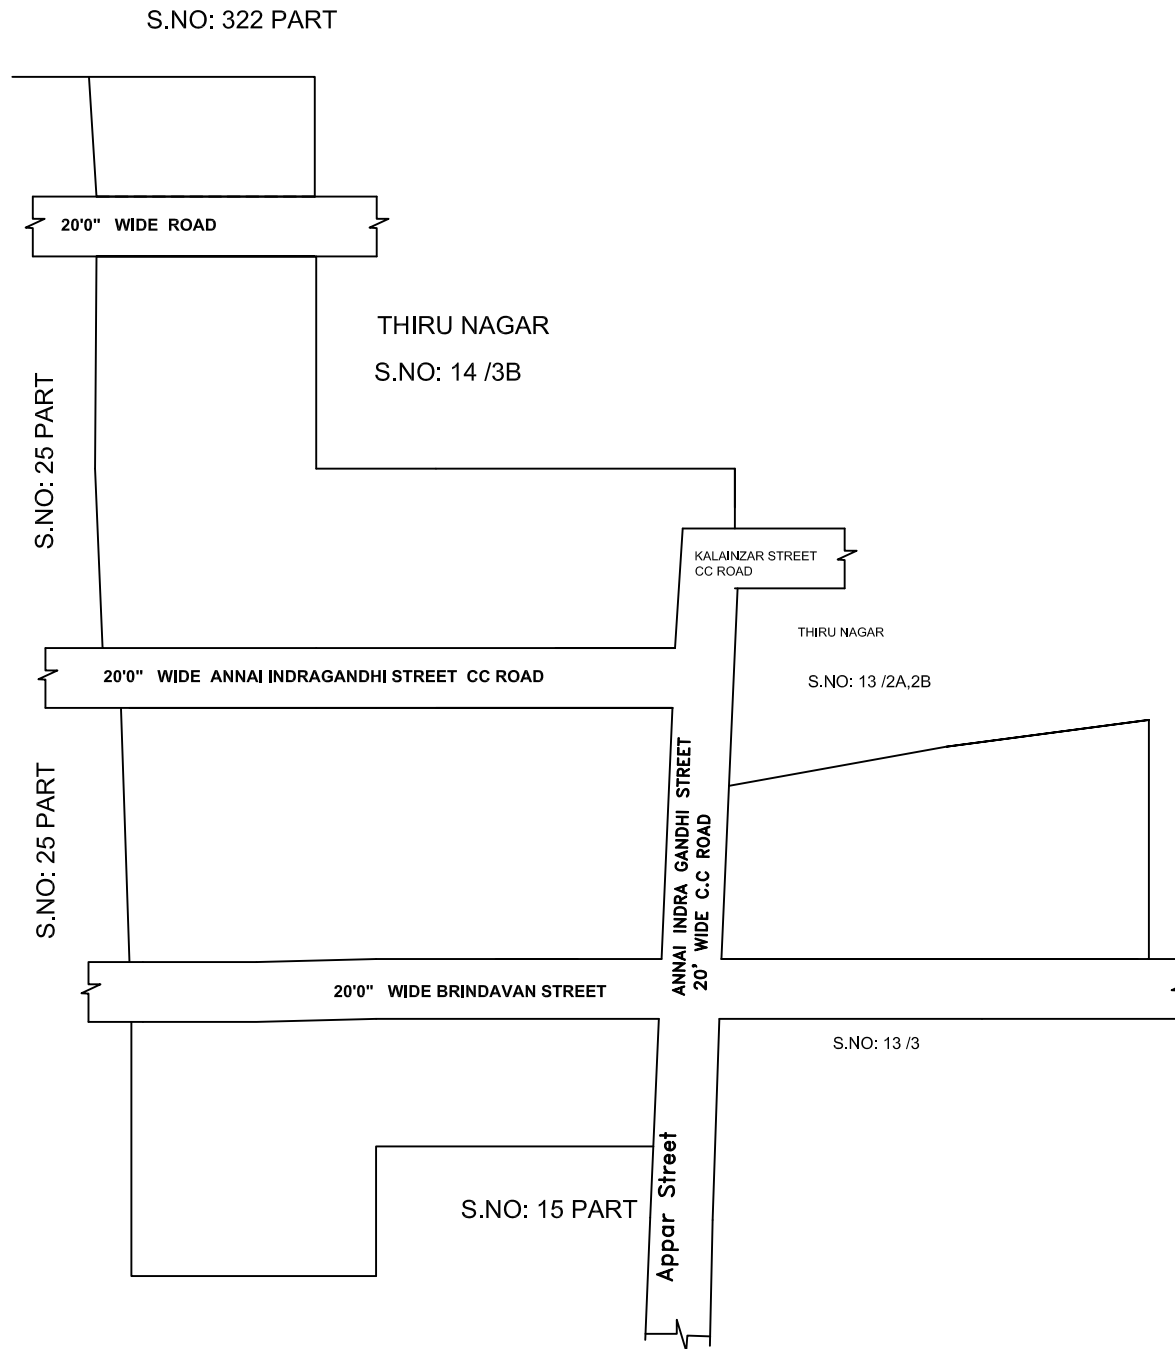 S.NO: 322 PART
20'0" WIDE ROAD
THIRU NAGAR
S.NO: 14 /3B
S.NO: 25 PART
KALAINZAR STREET
CC ROAD
THIRU NAGAR
20'0" WIDE ANNAI INDRAGANDHI STREET CC ROAD
S.NO: 13 /2A,2B
S.NO: 25 PART
ANNAI INDRA GANDHI STREET
20' WIDE C.C ROAD
20'0" WIDE BRINDAVAN STREET
S.NO: 13 /3
Appar Street
S.NO: 15 PART